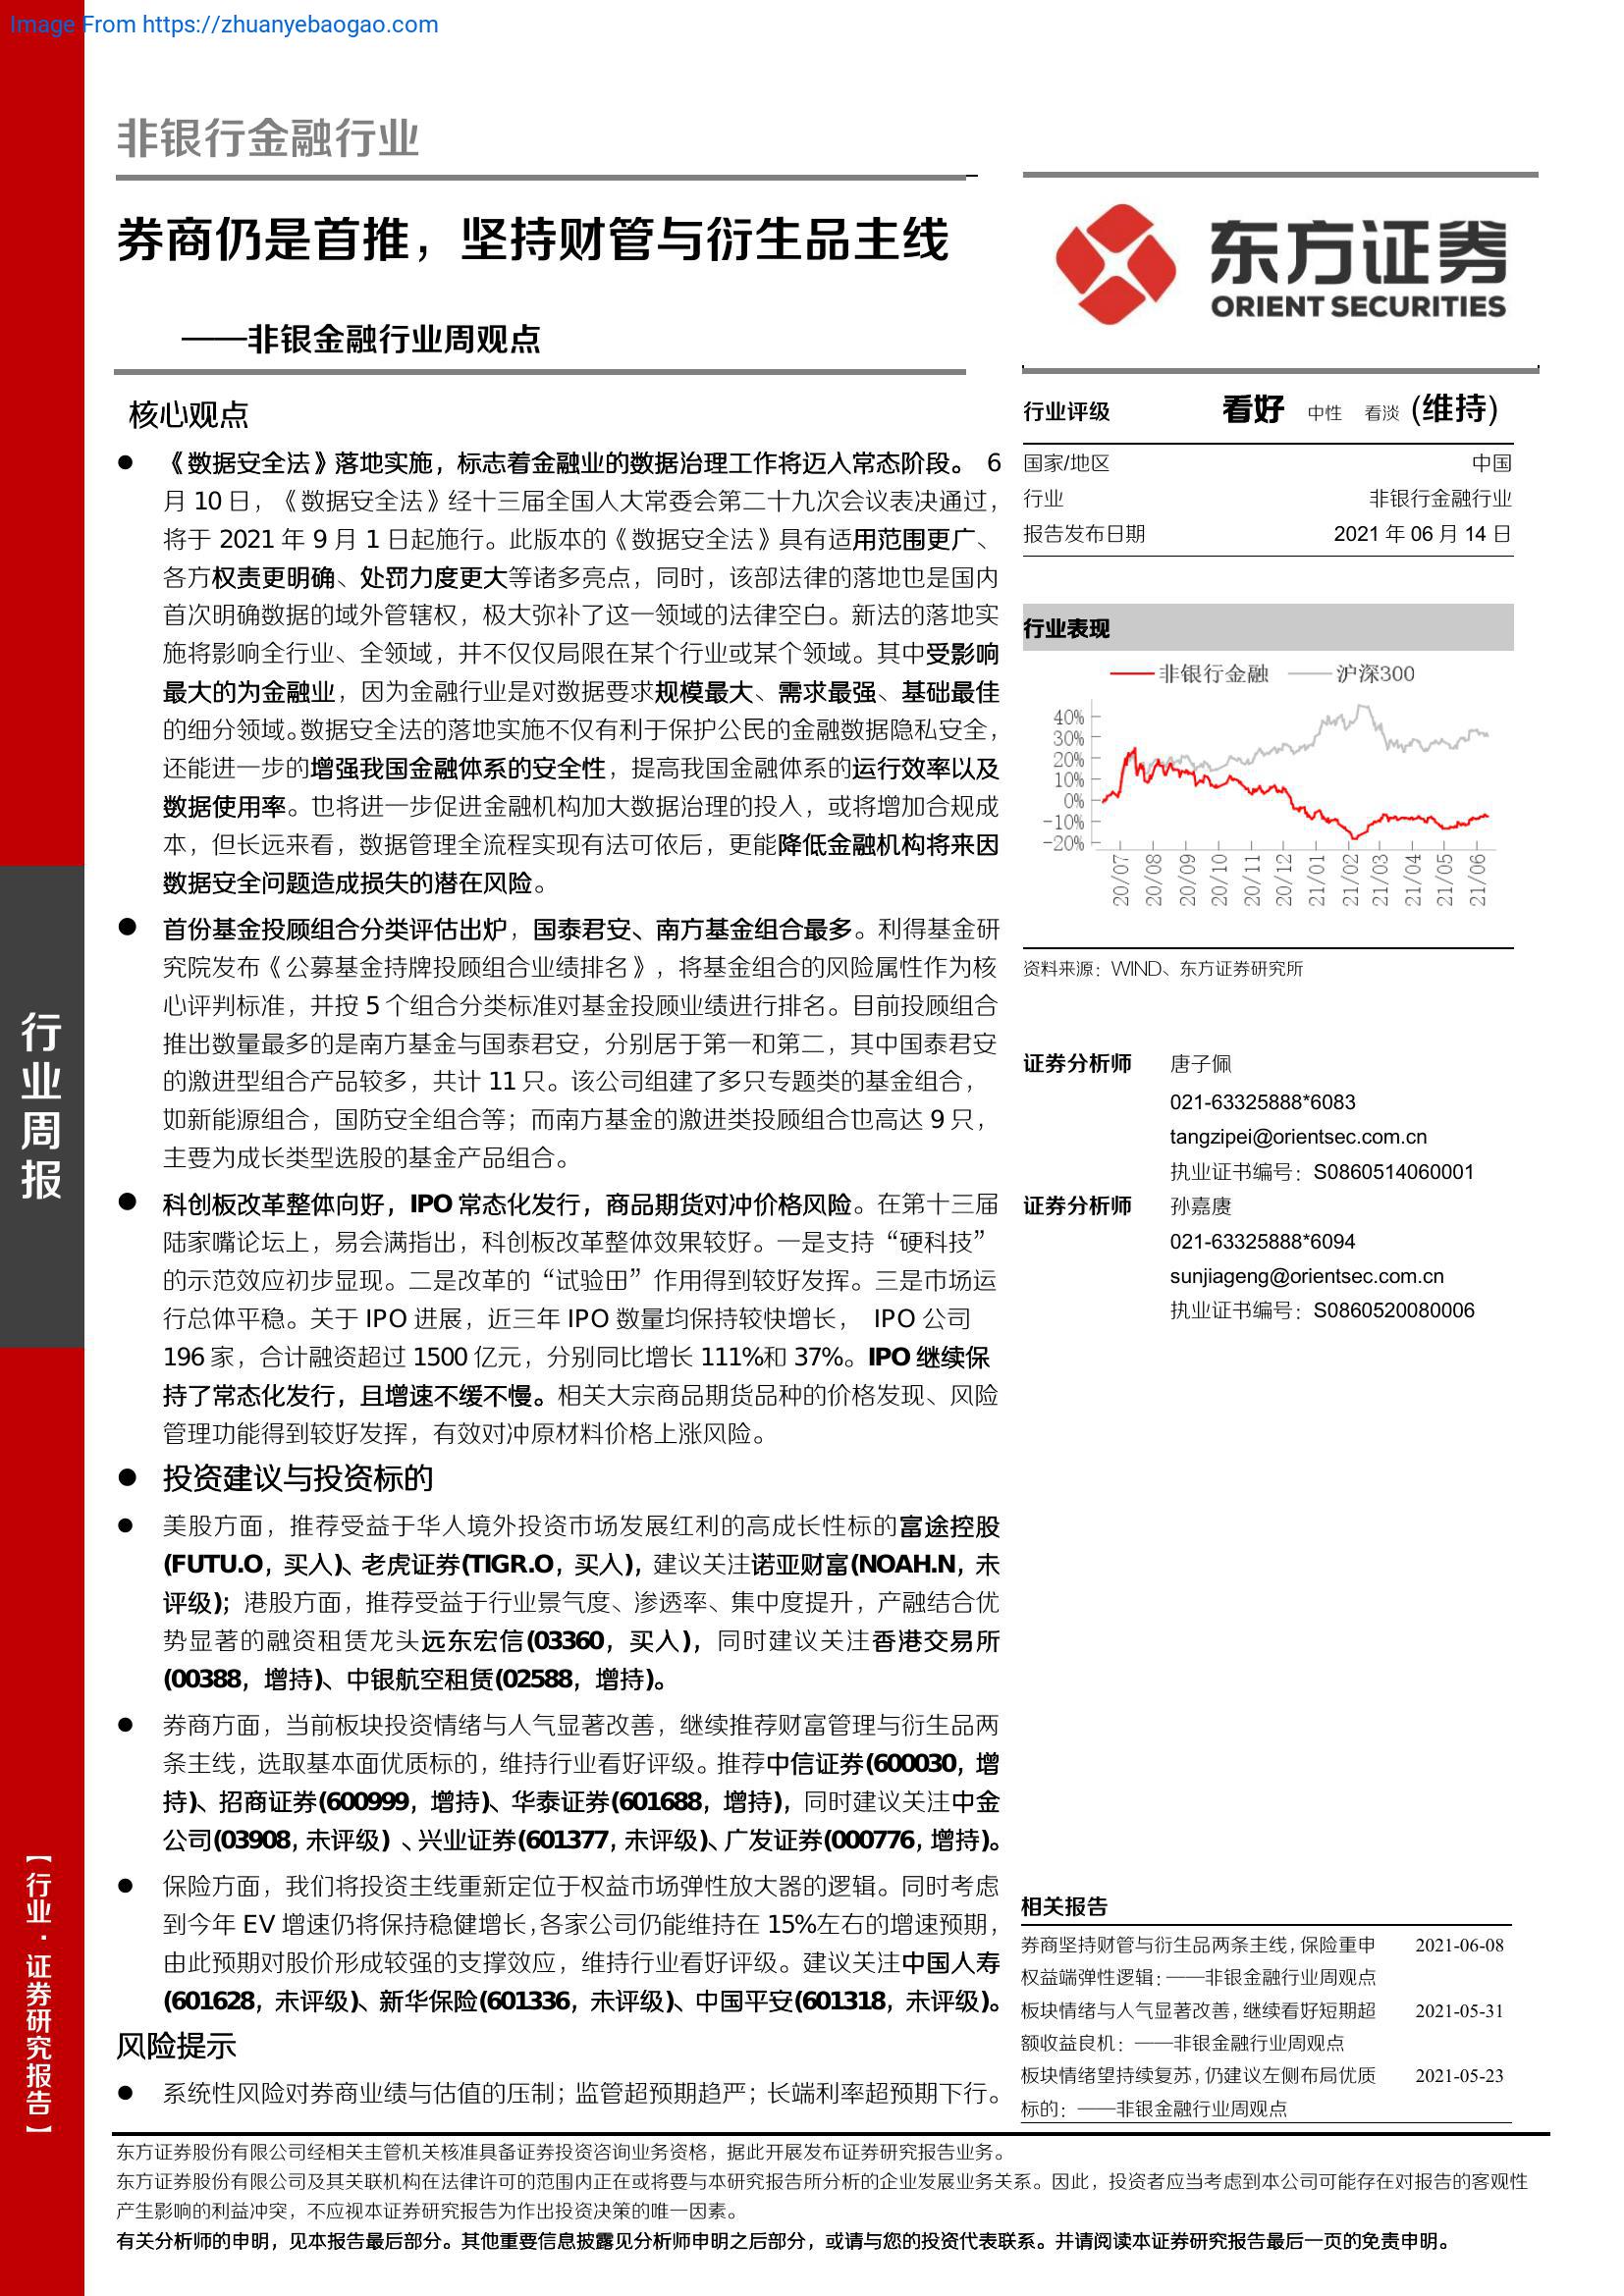 Image From https://zhuanyebaogao.com
非银行金融行业
券商仍是首推，坚持财管与衍生品主线
——非银金融行业周观点
核心观点
● 《数据安全法》落地实施，标志着金融业的数据治理工作将迈入常态阶段。 6
月 10 日，《数据安全法》经十三届全国人大常委会第二十九次会议表决通过，
将于 2021 年 9 月 1 日起施行。此版本的《数据安全法》具有适用范围更广、
各方权责更明确、处罚力度更大等诸多亮点，同时，该部法律的落地也是国内
首次明确数据的域外管辖权，极大弥补了这一领域的法律空白。新法的落地实
施将影响全行业、全领域，并不仅仅局限在某个行业或某个领域。其中受影响
最大的为金融业，因为金融行业是对数据要求规模最大、需求最强、基础最佳
的细分领域。数据安全法的落地实施不仅有利于保护公民的金融数据隐私安全，
还能进一步的增强我国金融体系的安全性，提高我国金融体系的运行效率以及
数据使用率。也将进一步促进金融机构加大数据治理的投入，或将增加合规成
本，但长远来看，数据管理全流程实现有法可依后，更能降低金融机构将来因
数据安全问题造成损失的潜在风险。
● 首份基金投顾组合分类评估出炉，国泰君安、南方基金组合最多。利得基金研
究院发布《公募基金持牌投顾组合业绩排名》，将基金组合的风险属性作为核
心评判标准，并按 5 个组合分类标准对基金投顾业绩进行排名。目前投顾组合
推出数量最多的是南方基金与国泰君安，分别居于第一和第二，其中国泰君安
的激进型组合产品较多，共计 11 只。该公司组建了多只专题类的基金组合，
如新能源组合，国防安全组合等；而南方基金的激进类投顾组合也高达 9 只，
主要为成长类型选股的基金产品组合。
● 科创板改革整体向好，IPO 常态化发行，商品期货对冲价格风险。在第十三届
陆家嘴论坛上，易会满指出，科创板改革整体效果较好。一是支持“硬科技”
的示范效应初步显现。二是改革的“试验田”作用得到较好发挥。三是市场运
行总体平稳。关于 IPO 进展，近三年 IPO 数量均保持较快增长， IPO 公司
196 家，合计融资超过 1500 亿元，分别同比增长 111%和 37%。IPO 继续保
持了常态化发行，且增速不缓不慢。相关大宗商品期货品种的价格发现、风险
管理功能得到较好发挥，有效对冲原材料价格上涨风险。
● 投资建议与投资标的
● 美股方面，推荐受益于华人境外投资市场发展红利的高成长性标的富途控股
(FUTU.O，买入)、老虎证券(TIGR.O，买入)，建议关注诺亚财富(NOAH.N，未
评级)；港股方面，推荐受益于行业景气度、渗透率、集中度提升，产融结合优
势显著的融资租赁龙头远东宏信(03360，买入)，同时建议关注香港交易所
(00388，增持)、中银航空租赁(02588，增持)。
● 券商方面，当前板块投资情绪与人气显著改善，继续推荐财富管理与衍生品两
条主线，选取基本面优质标的，维持行业看好评级。推荐中信证券(600030，增
持)、招商证券(600999，增持)、华泰证券(601688，增持)，同时建议关注中金
公司(03908，未评级) 、兴业证券(601377，未评级)、广发证券(000776，增持)。
● 保险方面，我们将投资主线重新定位于权益市场弹性放大器的逻辑。同时考虑
到今年 EV 增速仍将保持稳健增长，各家公司仍能维持在 15%左右的增速预期，
由此预期对股价形成较强的支撑效应，维持行业看好评级。建议关注中国人寿
(601628，未评级)、新华保险(601336，未评级)、中国平安(601318，未评级)。
风险提示
● 系统性风险对券商业绩与估值的压制；监管超预期趋严；长端利率超预期下行。
东方证券
ORIENT SECURITIES
行业评级 看好 中性 看淡 (维持)
国家/地区 中国
行业 非银行金融行业
报告发布日期 2021 年 06 月 14 日
行业表现
非银行金融 沪深300
40%
30%
20%
10%
0%
-10%
-20%
20/07 20/08 20/09 20/10 20/11 20/12 21/01 21/02 21/03 21/04 21/05 21/06
资料来源：WIND、东方证券研究所
证券分析师 唐子佩
021-63325888*6083
tangzipei@orientsec.com.cn
执业证书编号：S0860514060001
证券分析师 孙嘉赓
021-63325888*6094
sunjiageng@orientsec.com.cn
执业证书编号：S0860520080006
相关报告
券商坚持财管与衍生品两条主线，保险重申 2021-06-08
权益端弹性逻辑：——非银金融行业周观点
板块情绪与人气显著改善，继续看好短期超 2021-05-31
额收益良机：——非银金融行业周观点
板块情绪望持续复苏，仍建议左侧布局优质 2021-05-23
标的：——非银金融行业周观点
行业周报
【行业·证券研究报告】
东方证券股份有限公司经相关主管机关核准具备证券投资咨询业务资格，据此开展发布证券研究报告业务。
东方证券股份有限公司及其关联机构在法律许可的范围内正在或将要与本研究报告所分析的企业发展业务关系。因此，投资者应当考虑到本公司可能存在对报告的客观性
产生影响的利益冲突，不应视本证券研究报告为作出投资决策的唯一因素。
有关分析师的申明，见本报告最后部分。其他重要信息披露见分析师申明之后部分，或请与您的投资代表联系。并请阅读本证券研究报告最后一页的免责申明。